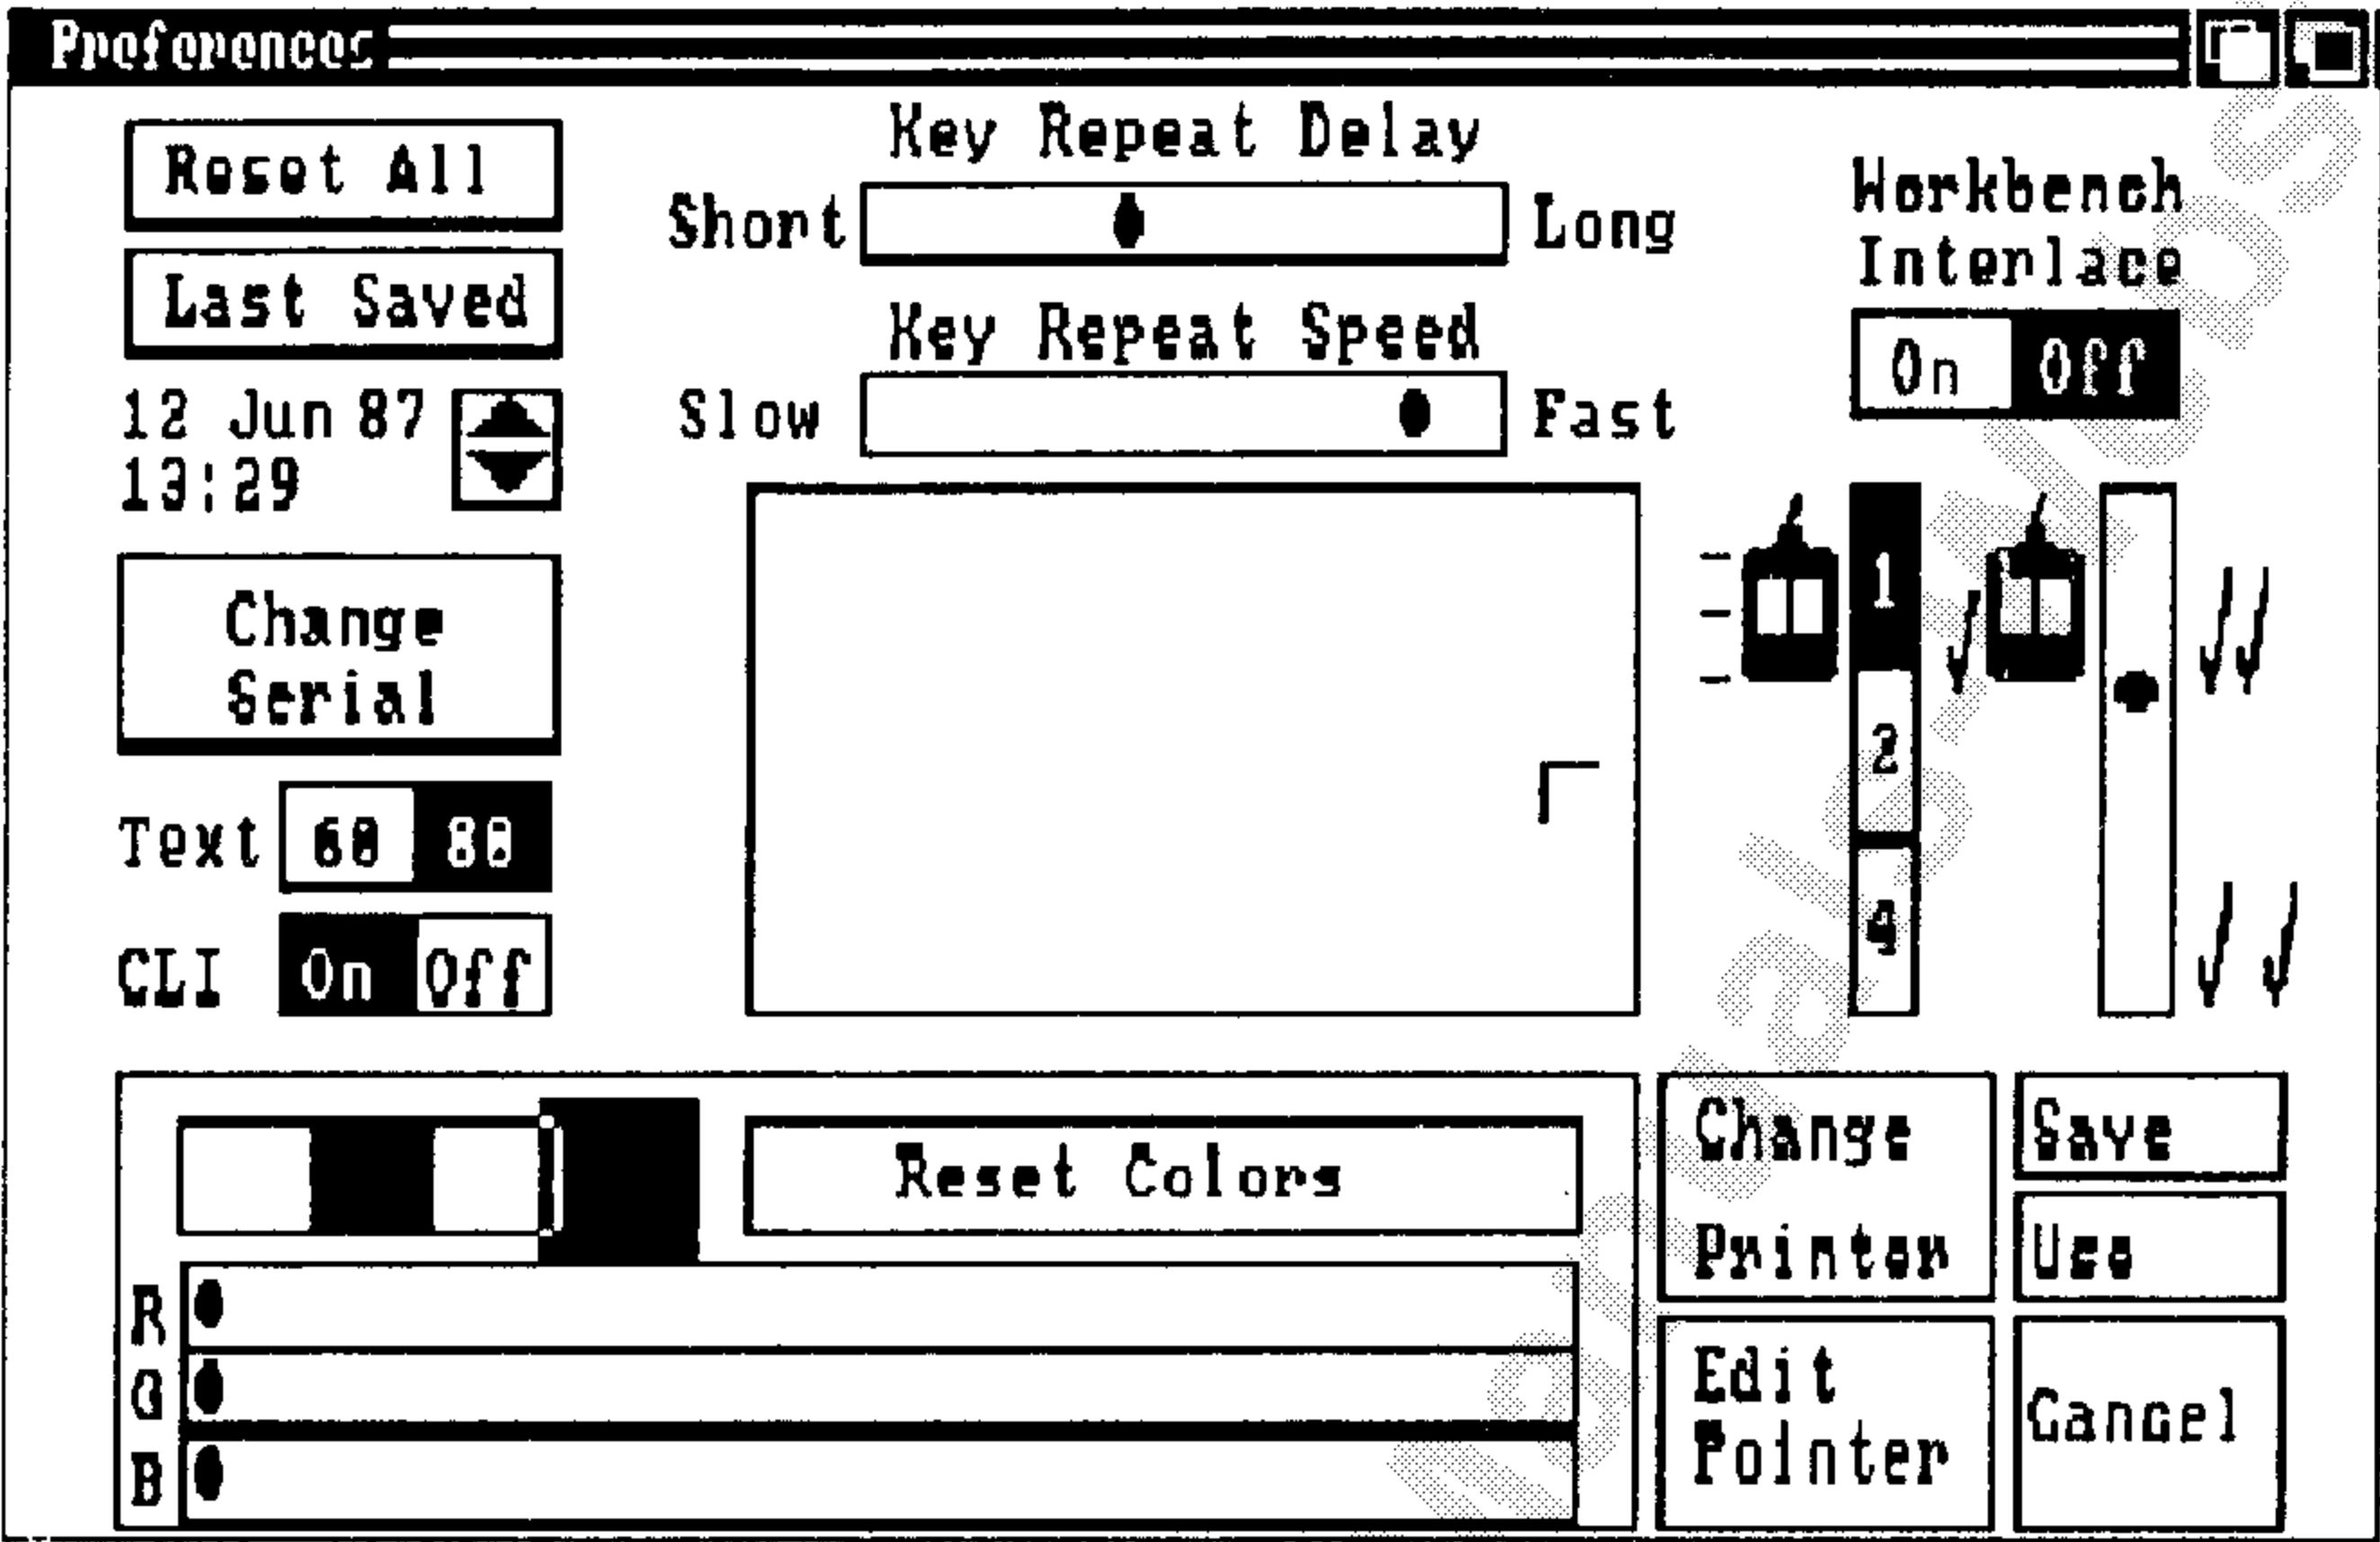 Preferences
Reset All
Last Saved
12 Jun 87
13:29
Change
Serial
Text 60 80
CLI On Off
Key Repeat Delay
Short Long
Key Repeat Speed
Slow Fast
Workbench
Interlace
On Off
1
2
4
Reset Colors
R
G
B
Change
Printer
Edit
Pointer
Save
Use
Cancel